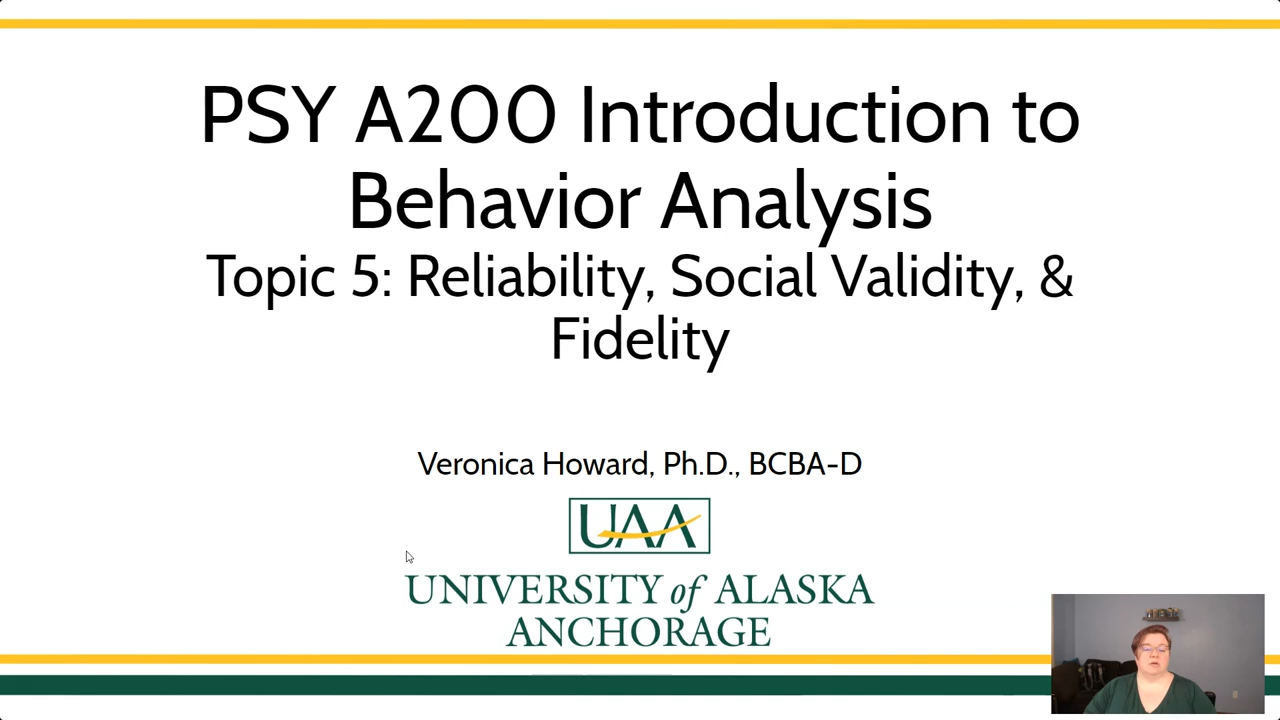 PSY A200 Introduction to
Behavior Analysis
Topic 5: Reliability, Social Validity, &
Fidelity
Veronica Howard, Ph.D., BCBA-D
UAA
UNIVERSITY of ALASKA
ANCHORAGE